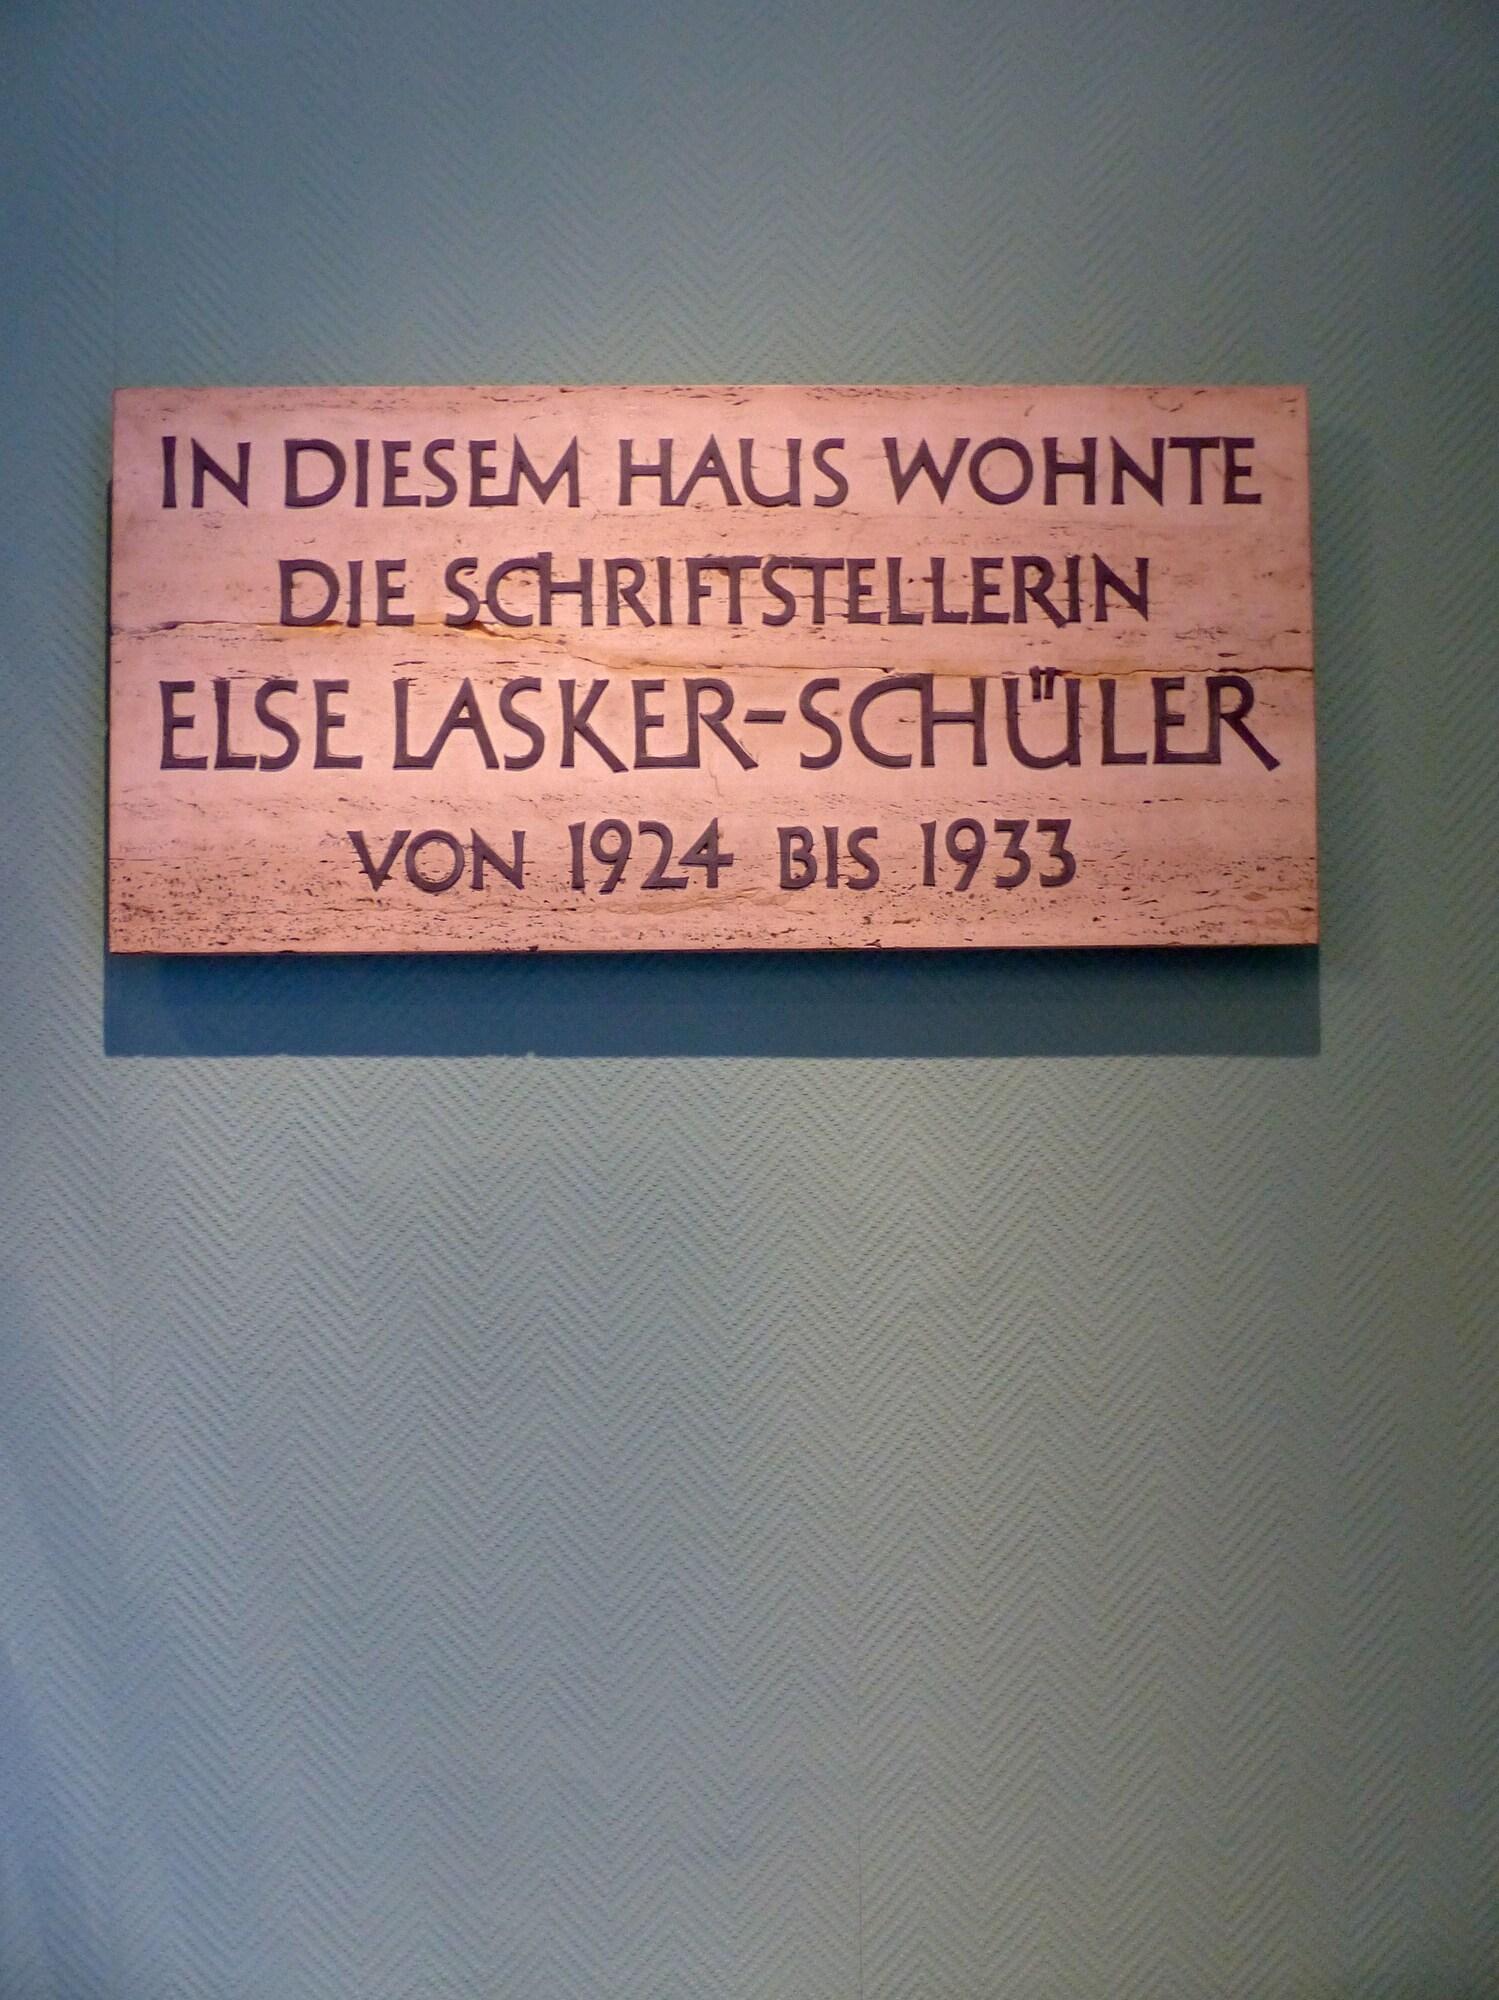 IN DIESEM HAUS WOHNTE
DIE SCHRIFTSTELLERIN
ELSE LASKER-SCHÜLER
VON 1924 BIS 1933